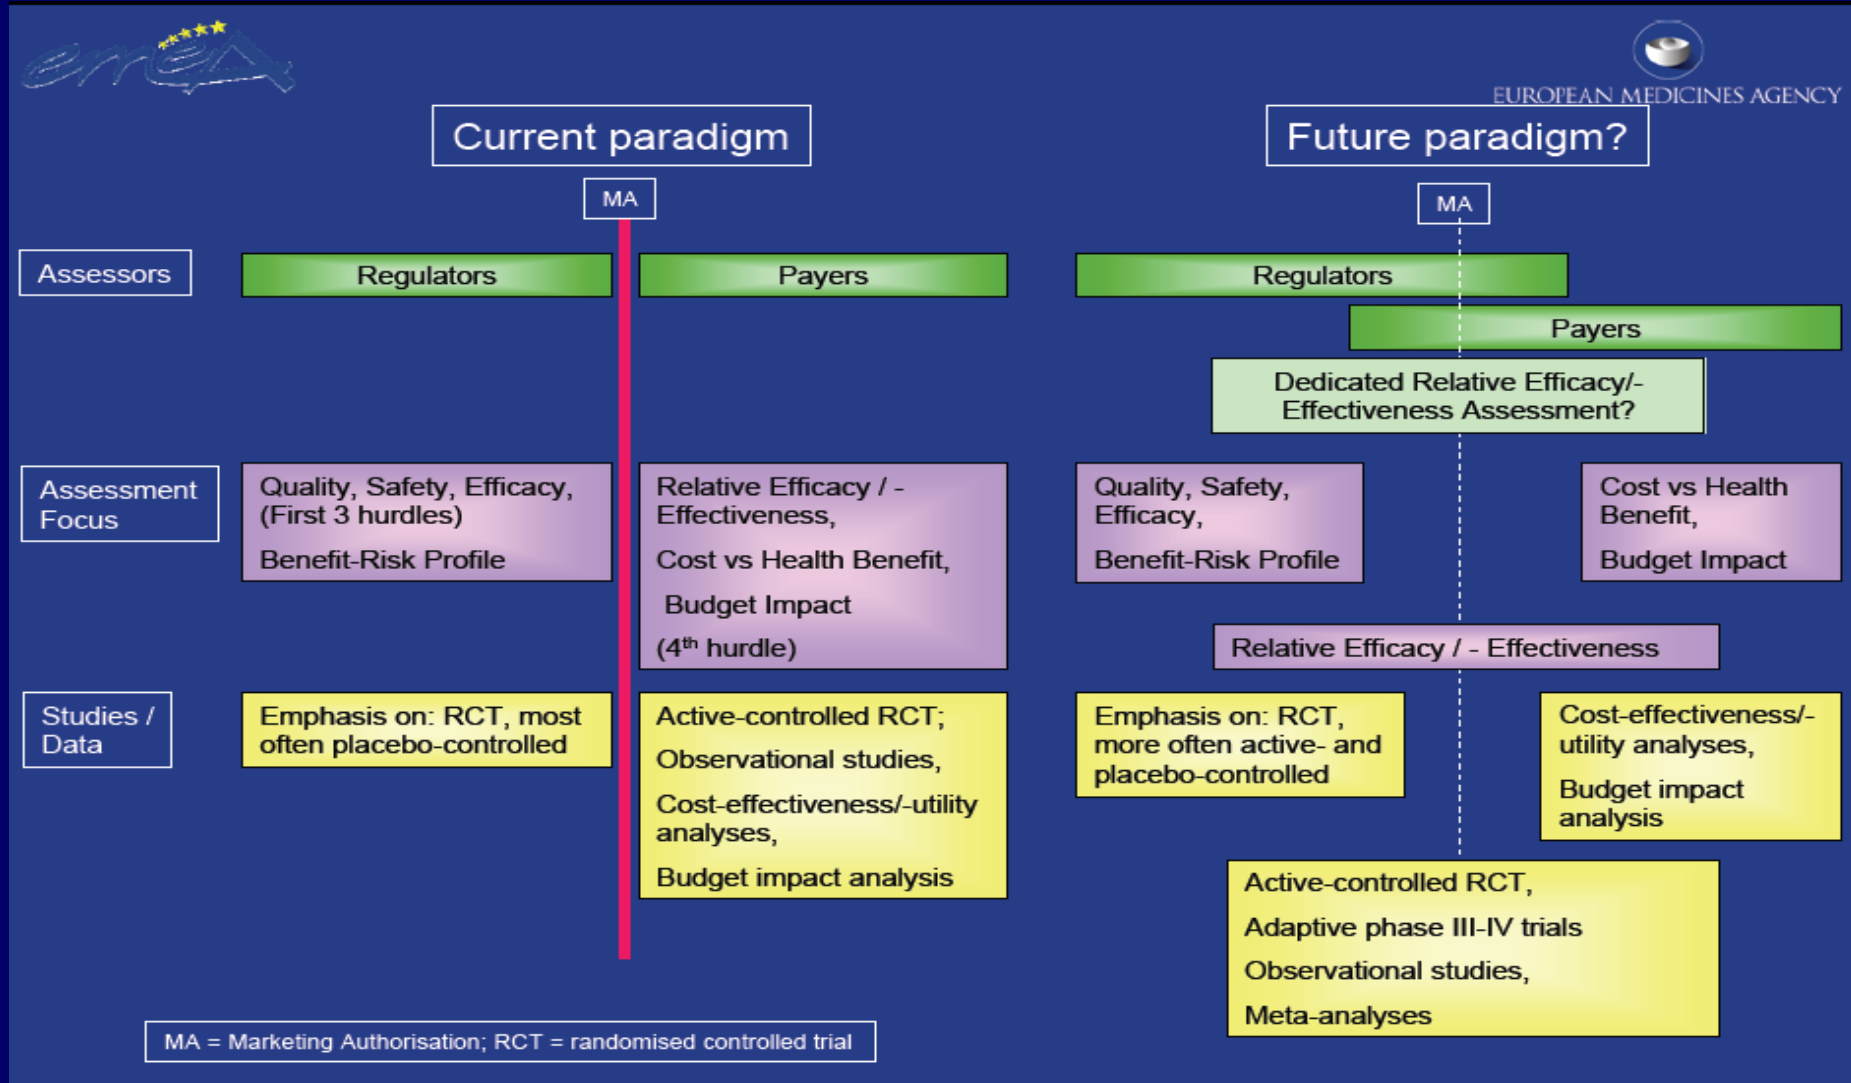 emea
EUROPEAN MEDICINES AGENCY
Current paradigm
Future paradigm?
MA
MA
Assessors
Regulators
Payers
Regulators
Payers
Dedicated Relative Efficacy/-
Effectiveness Assessment?
Assessment
Focus
Quality, Safety, Efficacy,
(First 3 hurdles)
Benefit-Risk Profile
Relative Efficacy / -
Effectiveness,
Cost vs Health Benefit,
Budget Impact
(4th hurdle)
Quality, Safety,
Efficacy,
Benefit-Risk Profile
Cost vs Health
Benefit,
Budget Impact
Relative Efficacy / - Effectiveness
Studies /
Data
Emphasis on: RCT, most
often placebo-controlled
Active-controlled RCT;
Observational studies,
Cost-effectiveness/-utility
analyses,
Budget impact analysis
Emphasis on: RCT,
more often active- and
placebo-controlled
Cost-effectiveness/-
utility analyses,
Budget impact
analysis
Active-controlled RCT,
Adaptive phase III-IV trials
Observational studies,
Meta-analyses
MA = Marketing Authorisation; RCT = randomised controlled trial